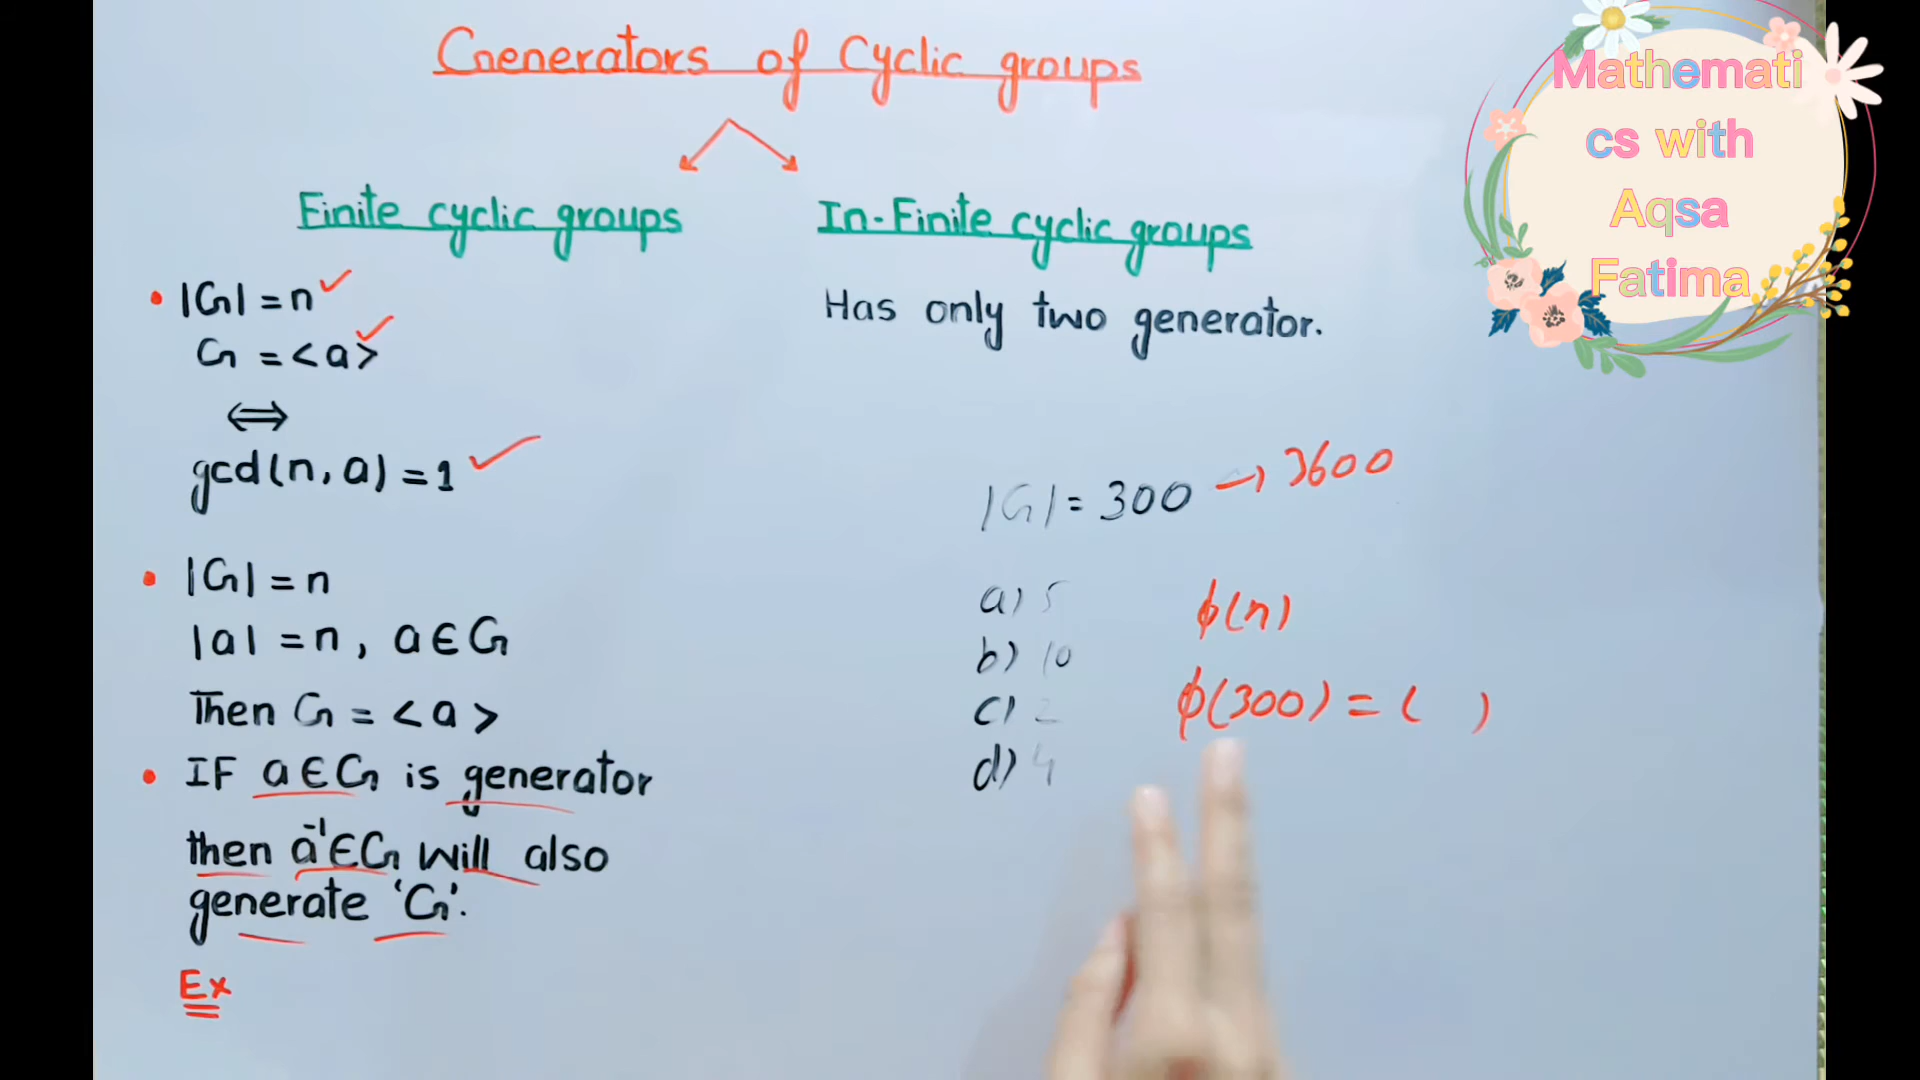 Generators of Cyclic groups
Finite cyclic groups
In-Finite cyclic groups
• |G| = n
G = <a>
⇔
gcd(n, a) = 1
• |G| = n
|a| = n, a∈G
Then G = <a>
• IF a∈G is generator
then a⁻¹∈G will also
generate 'G'.
Ex
Has only two generator.
|G| = 300 → 3600
a) 5
b) 10
c) 2
d) 4
ϕ(n)
ϕ(300) = ( )
Mathemati
cs with
Aqsa
Fatima